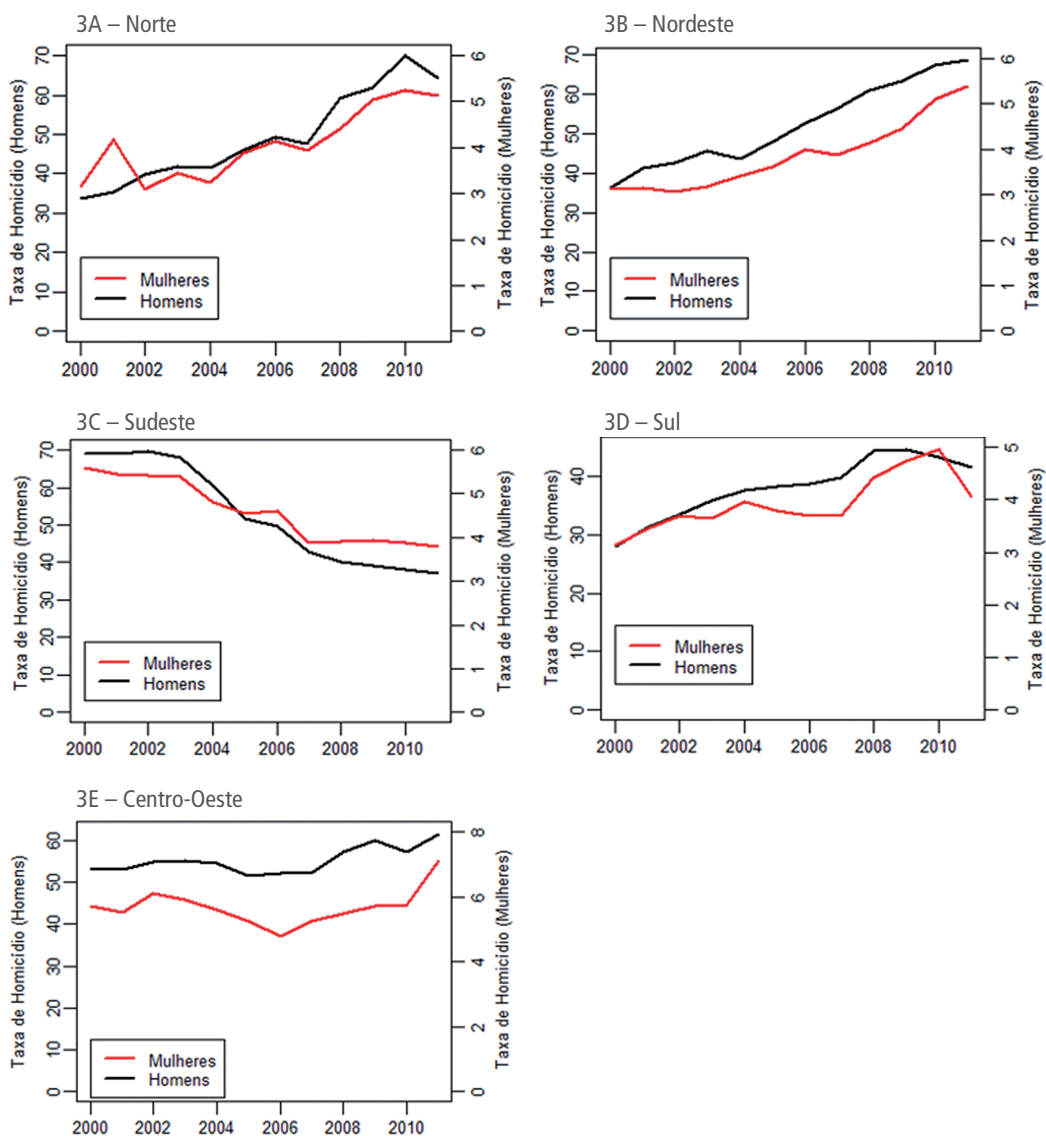 3A – Norte
Taxa de Homicídio (Homens)
70
60
50
40
30
20
10
0
Mulheres
Homens
2000 2002 2004 2006 2008 2010
6
5
4
3
2
1
0
Taxa de Homicídio (Mulheres)
3B – Nordeste
Taxa de Homicídio (Homens)
70
60
50
40
30
20
10
0
Mulheres
Homens
2000 2002 2004 2006 2008 2010
6
5
4
3
2
1
0
Taxa de Homicídio (Mulheres)
3C – Sudeste
Taxa de Homicídio (Homens)
70
60
50
40
30
20
10
0
Mulheres
Homens
2000 2002 2004 2006 2008 2010
6
5
4
3
2
1
0
Taxa de Homicídio (Mulheres)
3D – Sul
Taxa de Homicídio (Homens)
40
30
20
10
0
Mulheres
Homens
2000 2002 2004 2006 2008 2010
5
4
3
2
1
0
Taxa de Homicídio (Mulheres)
3E – Centro-Oeste
Taxa de Homicídio (Homens)
60
50
40
30
20
10
0
Mulheres
Homens
2000 2002 2004 2006 2008 2010
8
6
4
2
0
Taxa de Homicídio (Mulheres)